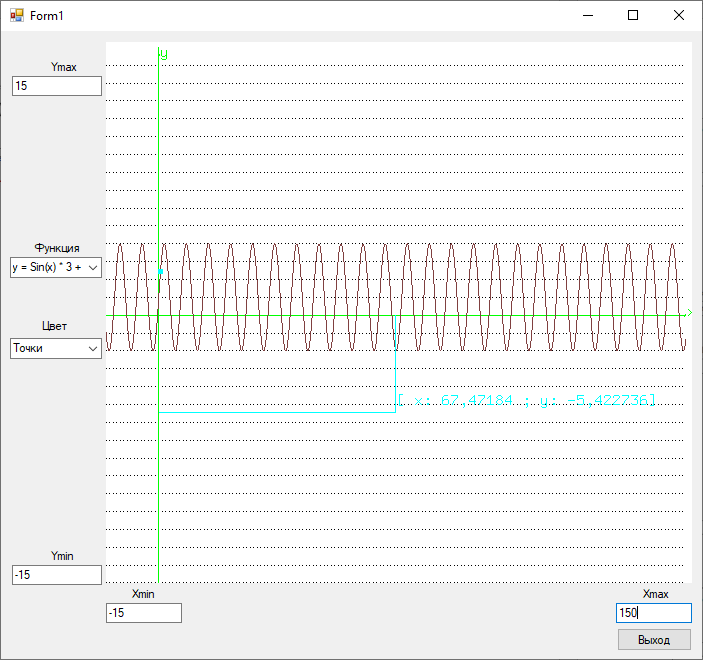 Form1
y
Ymax
15
Функция
y = Sin(x) * 3 +
Цвет
Точки
[ x: 67,47184 ; y: -5,422736]
Ymin
-15
Xmin
-15
Xmax
150
Выход